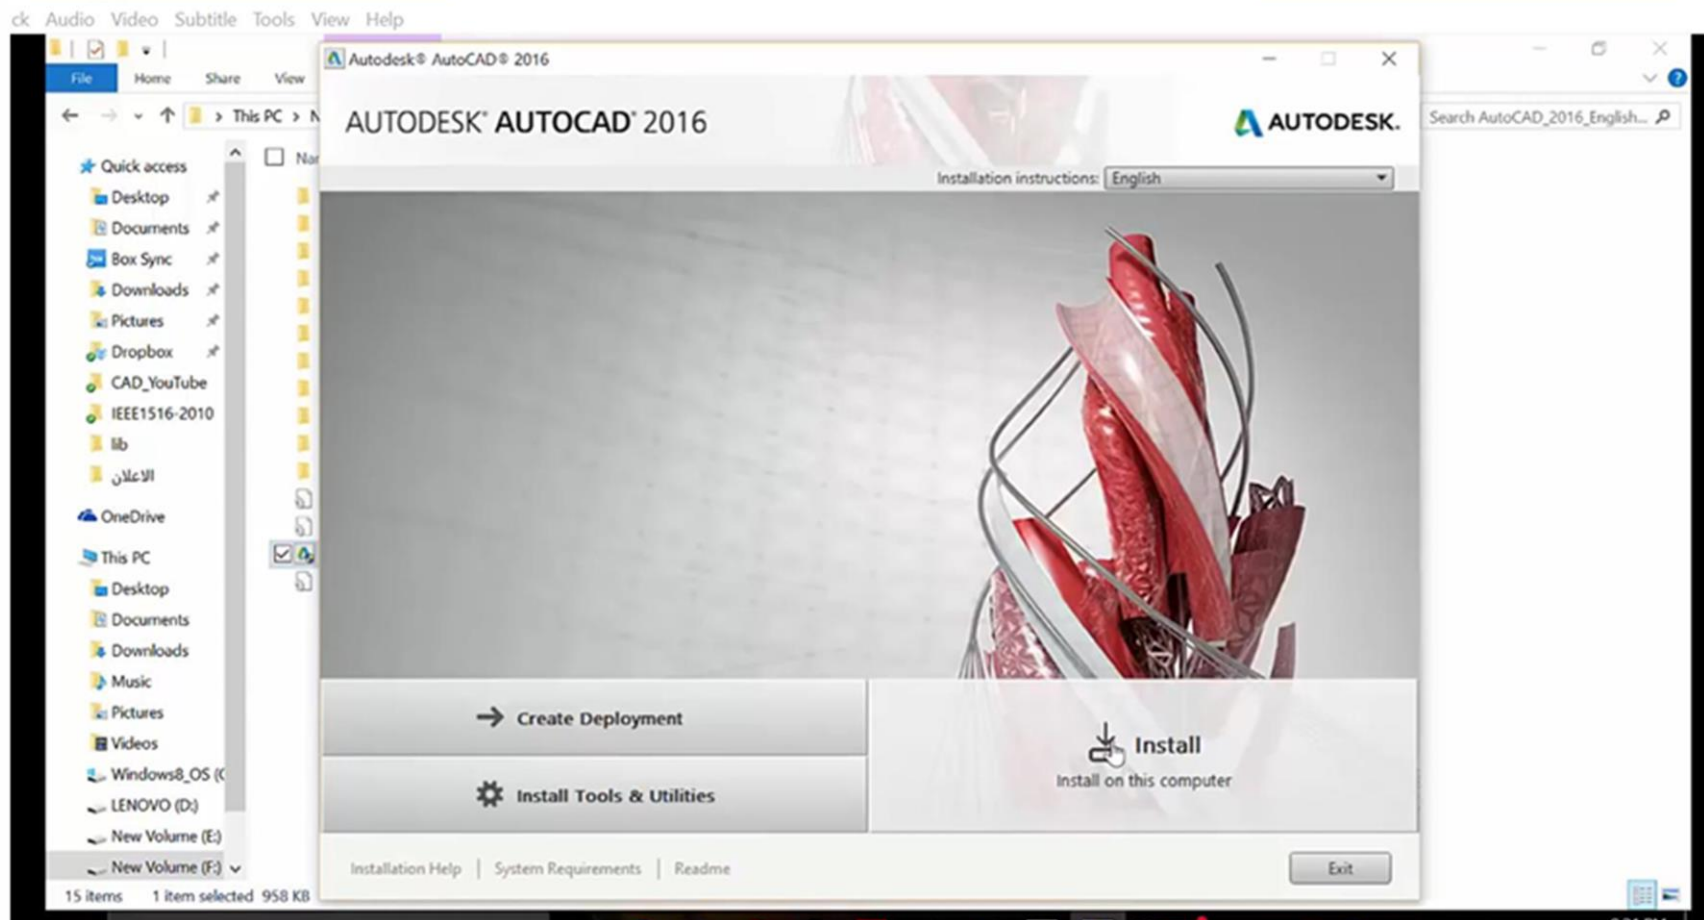 ck Audio Video Subtitle Tools View Help
Autodesk® AutoCAD® 2016
File Home Share View
This PC
Search AutoCAD_2016_English...
AUTODESK® AUTOCAD® 2016
AUTODESK.
Installation instructions: English
Quick access
Desktop
Documents
Box Sync
Downloads
Pictures
Dropbox
CAD_YouTube
IEEE1516-2010
lib
الاعلان
OneDrive
This PC
Desktop
Documents
Downloads
Music
Pictures
Videos
Windows8_OS (C
LENOVO (D:)
New Volume (E:)
New Volume (F:)
15 items 1 item selected 958 KB
Create Deployment
Install Tools & Utilities
Install
Install on this computer
Installation Help | System Requirements | Readme
Exit